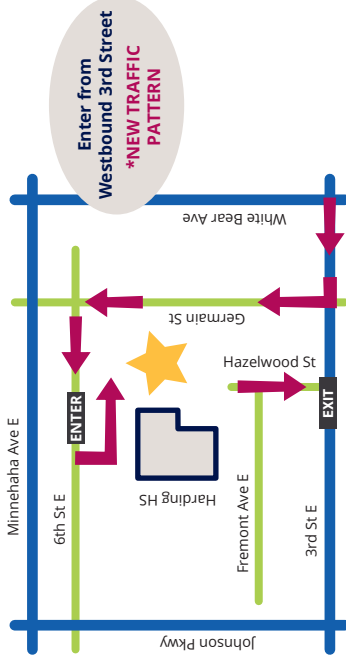 Enter from
Westbound 3rd Street
*NEW TRAFFIC
PATTERN
Minnehaha Ave E
6th St E
ENTER
White Bear Ave
Germain St
Hazelwood St
Harding HS
Fremont Ave E
3rd St E
EXIT
Johnson Pkwy